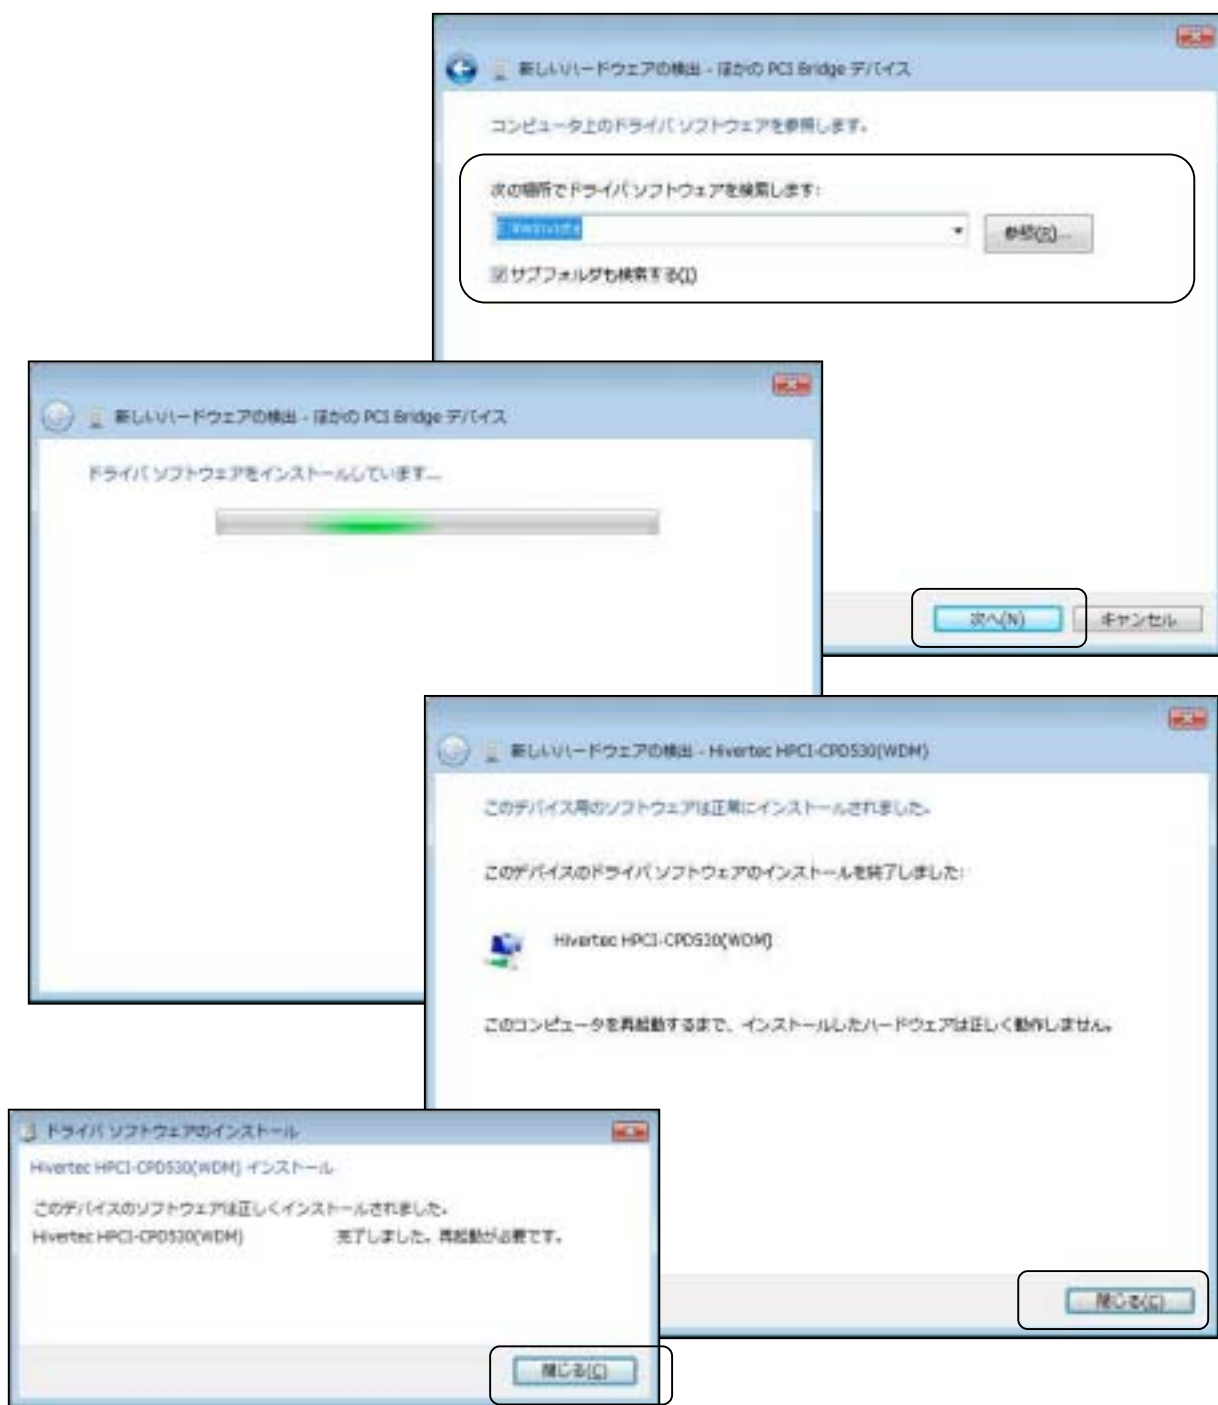 新しいハードウェアの検出 - ほかの PCI Bridge デバイス
コンピュータ上のドライバ ソフトウェアを参照します。
次の場所でドライバ ソフトウェアを検索します:
参照(R)...
サブフォルダも検索する(I)
次へ(N) キャンセル
新しいハードウェアの検出 - ほかの PCI Bridge デバイス
ドライバ ソフトウェアをインストールしています...
新しいハードウェアの検出 - Hivertec HPCI-CPD530(WDM)
このデバイス用のソフトウェアは正常にインストールされました。
このデバイスのドライバ ソフトウェアのインストールを終了しました:
Hivertec HPCI-CPD530(WDM)
このコンピュータを再起動するまで、インストールしたハードウェアは正しく動作しません。
閉じる(C)
ドライバ ソフトウェアのインストール
Hivertec HPCI-CPD530(WDM) インストール
このデバイスのソフトウェアは正しくインストールされました。
Hivertec HPCI-CPD530(WDM) 完了しました。再起動が必要です。
閉じる(C)